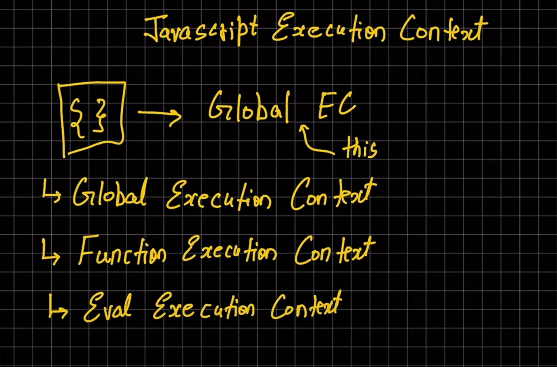 Javascript Execution Context
{ } → Global EC
this
↳ Global Execution Context
↳ Function Execution Context
↳ Eval Execution Context